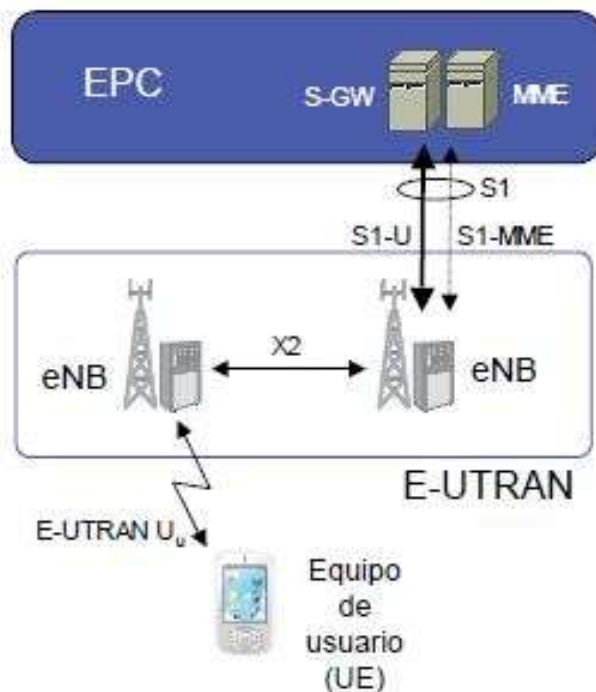 EPC
S-GW
MME
S1
S1-U
S1-MME
X2
eNB
eNB
E-UTRAN
E-UTRAN Uu
Equipo
de
usuario
(UE)